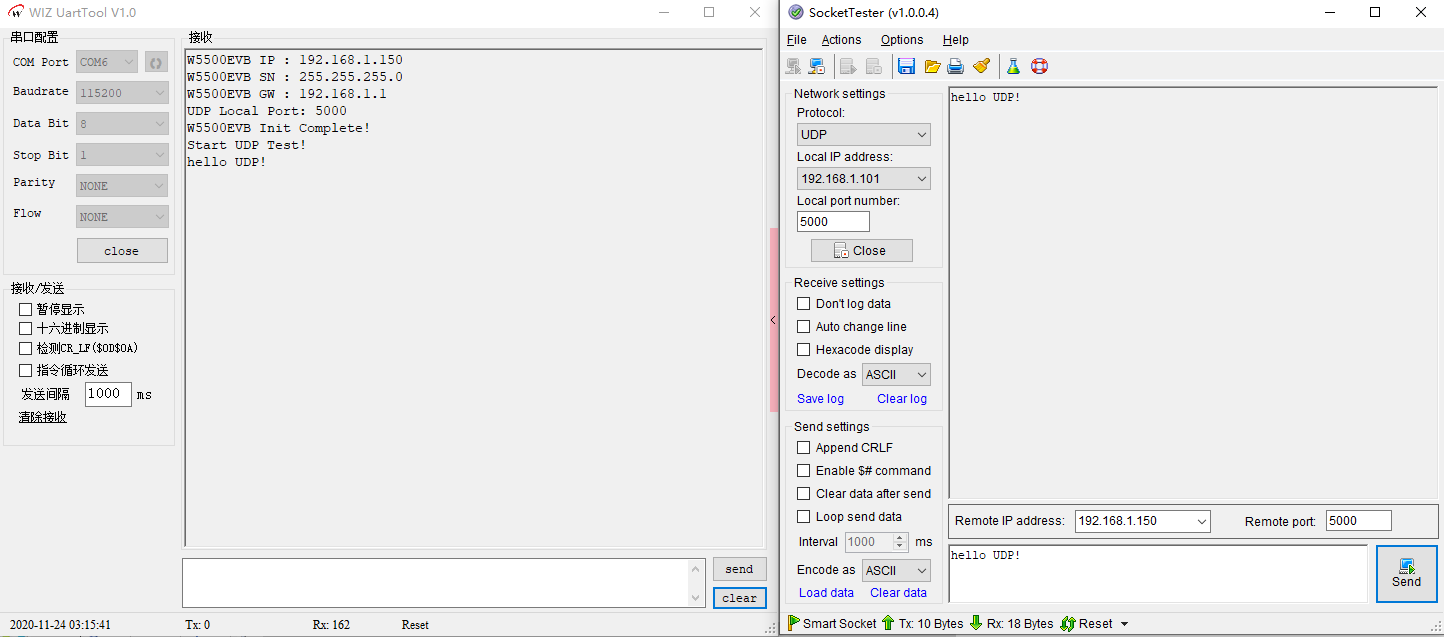 WIZ UartTool V1.0
串口配置
COM Port COM6
Baudrate 115200
Data Bit 8
Stop Bit 1
Parity NONE
Flow NONE
close
接收/发送
暂停显示
十六进制显示
检测CR_LF($0D$0A)
指令循环发送
发送间隔 1000 ms
清除接收
接收
W5500EVB IP : 192.168.1.150
W5500EVB SN : 255.255.255.0
W5500EVB GW : 192.168.1.1
UDP Local Port: 5000
W5500EVB Init Complete!
Start UDP Test!
hello UDP!
send
clear
2020-11-24 03:15:41 Tx: 0 Rx: 162 Reset
SocketTester (v1.0.0.4)
File Actions Options Help
Network settings
Protocol:
UDP
Local IP address:
192.168.1.101
Local port number:
5000
Close
Receive settings
Don't log data
Auto change line
Hexacode display
Decode as ASCII
Save log Clear log
Send settings
Append CRLF
Enable $# command
Clear data after send
Loop send data
Interval 1000 ms
Encode as ASCII
Load data Clear data
hello UDP!
Remote IP address: 192.168.1.150 Remote port: 5000
hello UDP!
Send
Smart Socket Tx: 10 Bytes Rx: 18 Bytes Reset